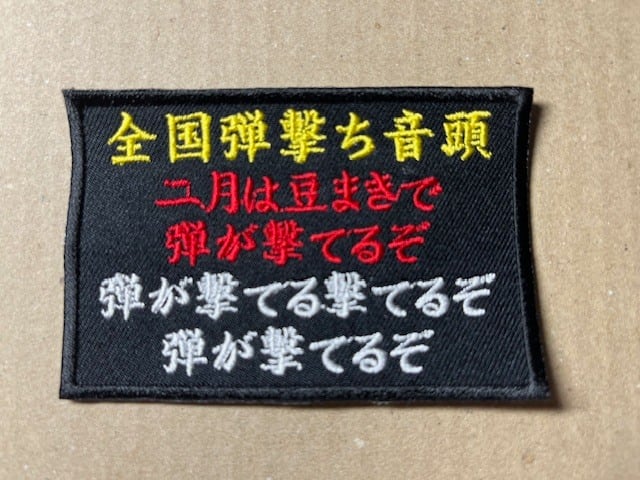 全国弾撃ち音頭
二月は豆まきで
弾が撃てるぞ
弾が撃てる撃てるぞ
弾が撃てるぞ